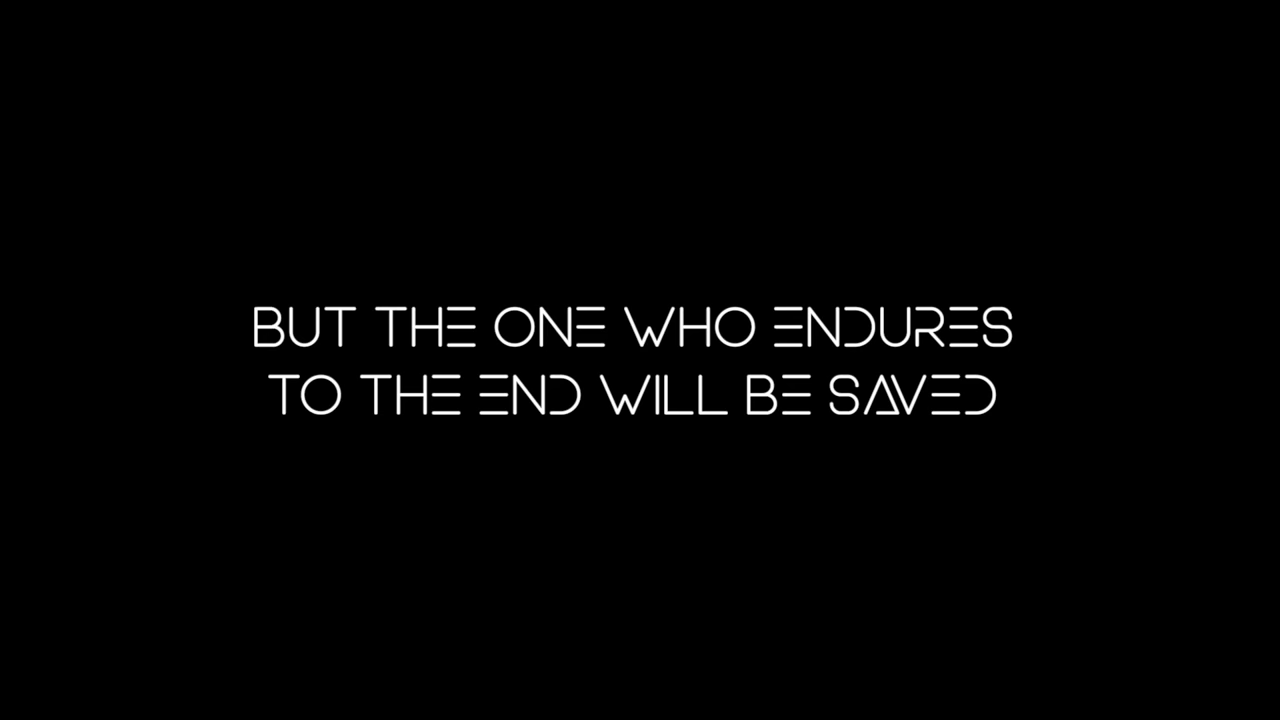 BUT THE ONE WHO ENDURES
TO THE END WILL BE SAVED